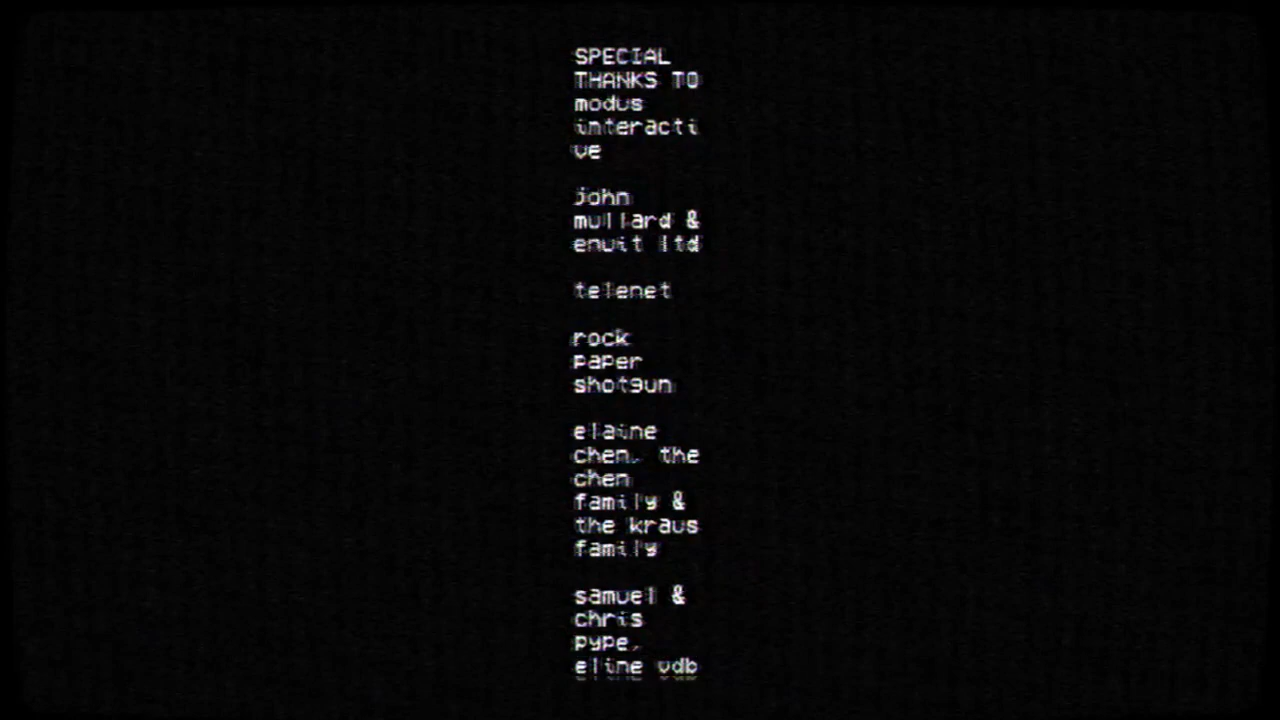 SPECIAL
THANKS TO
modus
interacti
ve
john
mullard &
enuit ltd
telenet
rock
paper
shotgun
elaine
chen, the
chen
family &
the kraus
family
samuel &
chris
pype,
eline vdb